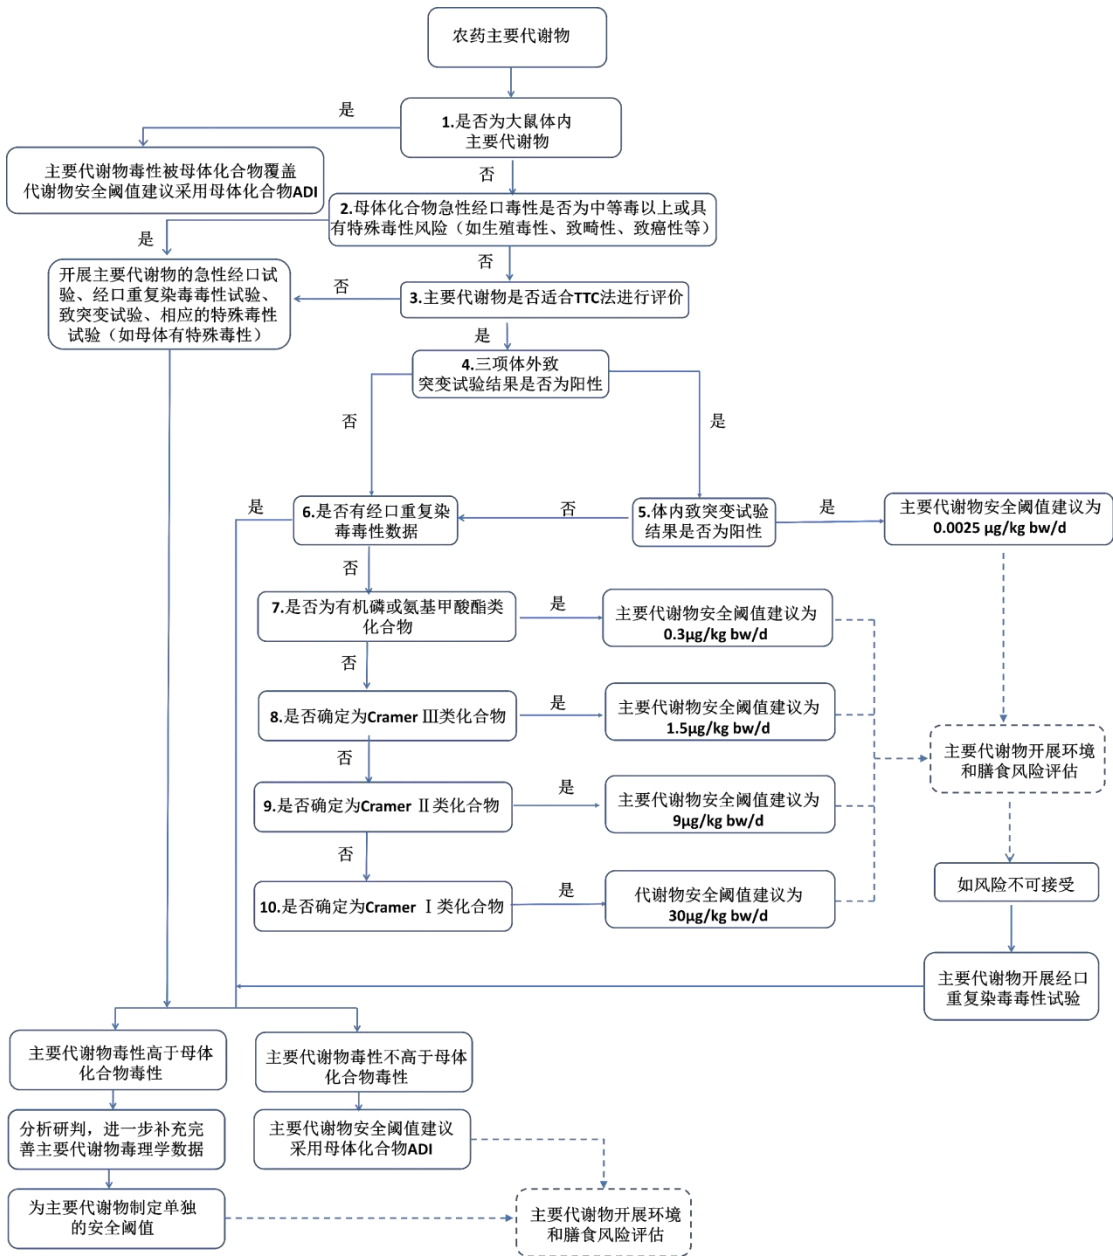 农药主要代谢物
是
1.是否为大鼠体内
主要代谢物
主要代谢物毒性被母体化合物覆盖
代谢物安全阈值建议采用母体化合物ADI
否
2.母体化合物急性经口毒性是否为中等毒以上或具
有特殊毒性风险（如生殖毒性、致畸性、致癌性等）
是
否
开展主要代谢物的急性经口试
验、经口重复染毒毒性试验、
致突变试验、相应的特殊毒性
试验（如母体有特殊毒性）
否
3.主要代谢物是否适合TTC法进行评价
是
4.三项体外致
突变试验结果是否为阳性
否
是
是
6.是否有经口重复染
毒毒性数据
否
5.体内致突变试验
结果是否为阳性
是
主要代谢物安全阈值建议为
0.0025 μg/kg bw/d
否
7.是否为有机磷或氨基甲酸酯类
化合物
是
主要代谢物安全阈值建议为
0.3μg/kg bw/d
否
8.是否确定为Cramer Ⅲ类化合物
是
主要代谢物安全阈值建议为
1.5μg/kg bw/d
主要代谢物开展环境
和膳食风险评估
否
9.是否确定为Cramer Ⅱ类化合物
是
主要代谢物安全阈值建议为
9μg/kg bw/d
否
10.是否确定为Cramer Ⅰ类化合物
是
代谢物安全阈值建议为
30μg/kg bw/d
如风险不可接受
主要代谢物开展经口
重复染毒毒性试验
主要代谢物毒性高于母体
化合物毒性
主要代谢物毒性不高于母体
化合物毒性
分析研判，进一步补充完
善主要代谢物毒理学数据
主要代谢物安全阈值建议
采用母体化合物ADI
为主要代谢物制定单独
的安全阈值
主要代谢物开展环境
和膳食风险评估